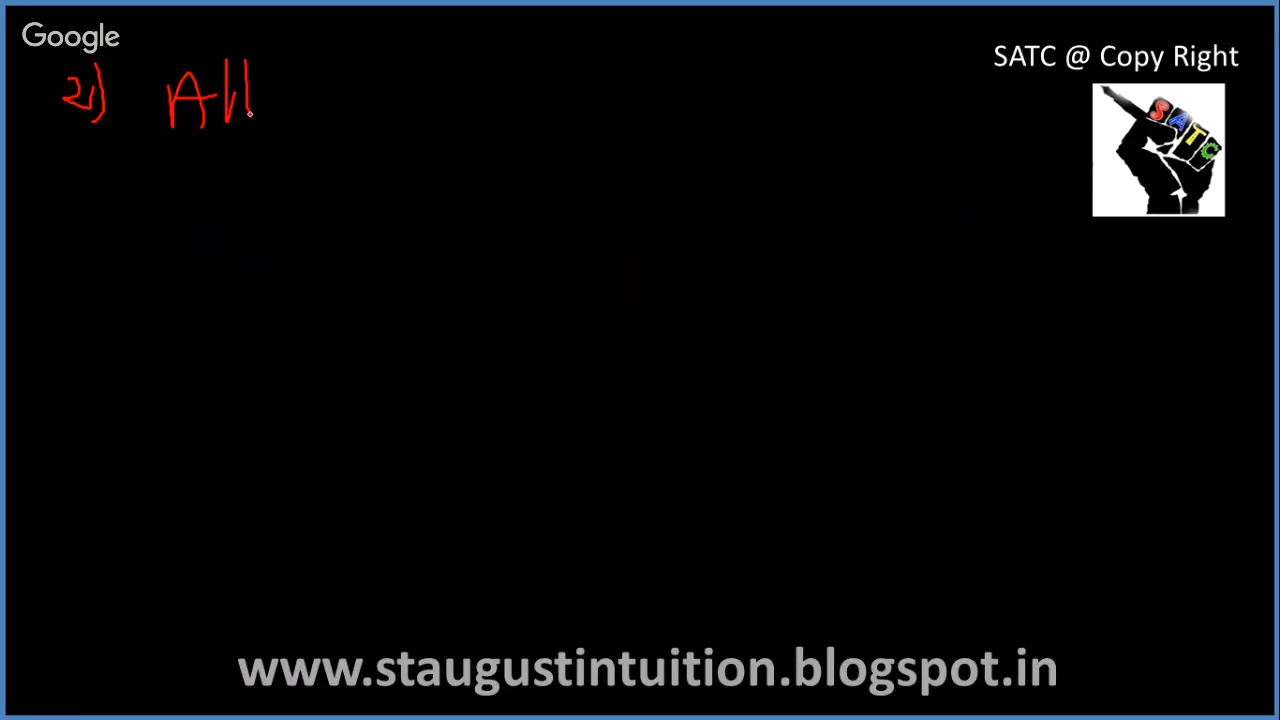 Google
SATC @ Copy Right
SATC
2) All
www.staugustintuition.blogspot.in